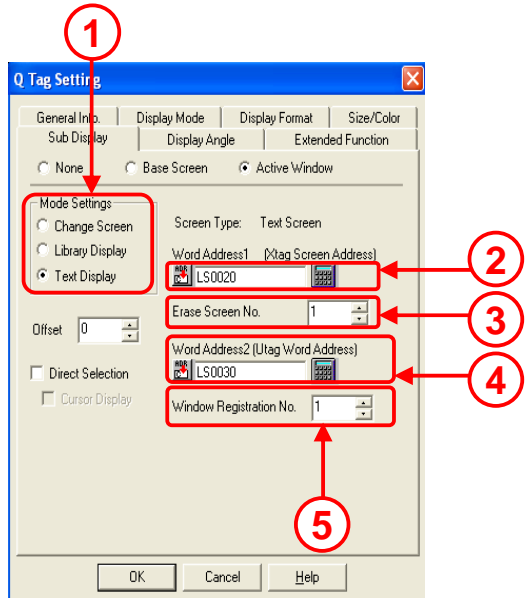 1
Q Tag Setting
General Info. Display Mode Display Format Size/Color
Sub Display Display Angle Extended Function
None Base Screen Active Window
Mode Settings
Change Screen
Library Display
Text Display
Screen Type: Text Screen
Word Address1 (Xtag Screen Address)
LS0020
2
Erase Screen No. 1
3
Offset 0
Word Address2 (Utag Word Address)
LS0030
4
Direct Selection
Cursor Display
Window Registration No. 1
5
OK Cancel Help